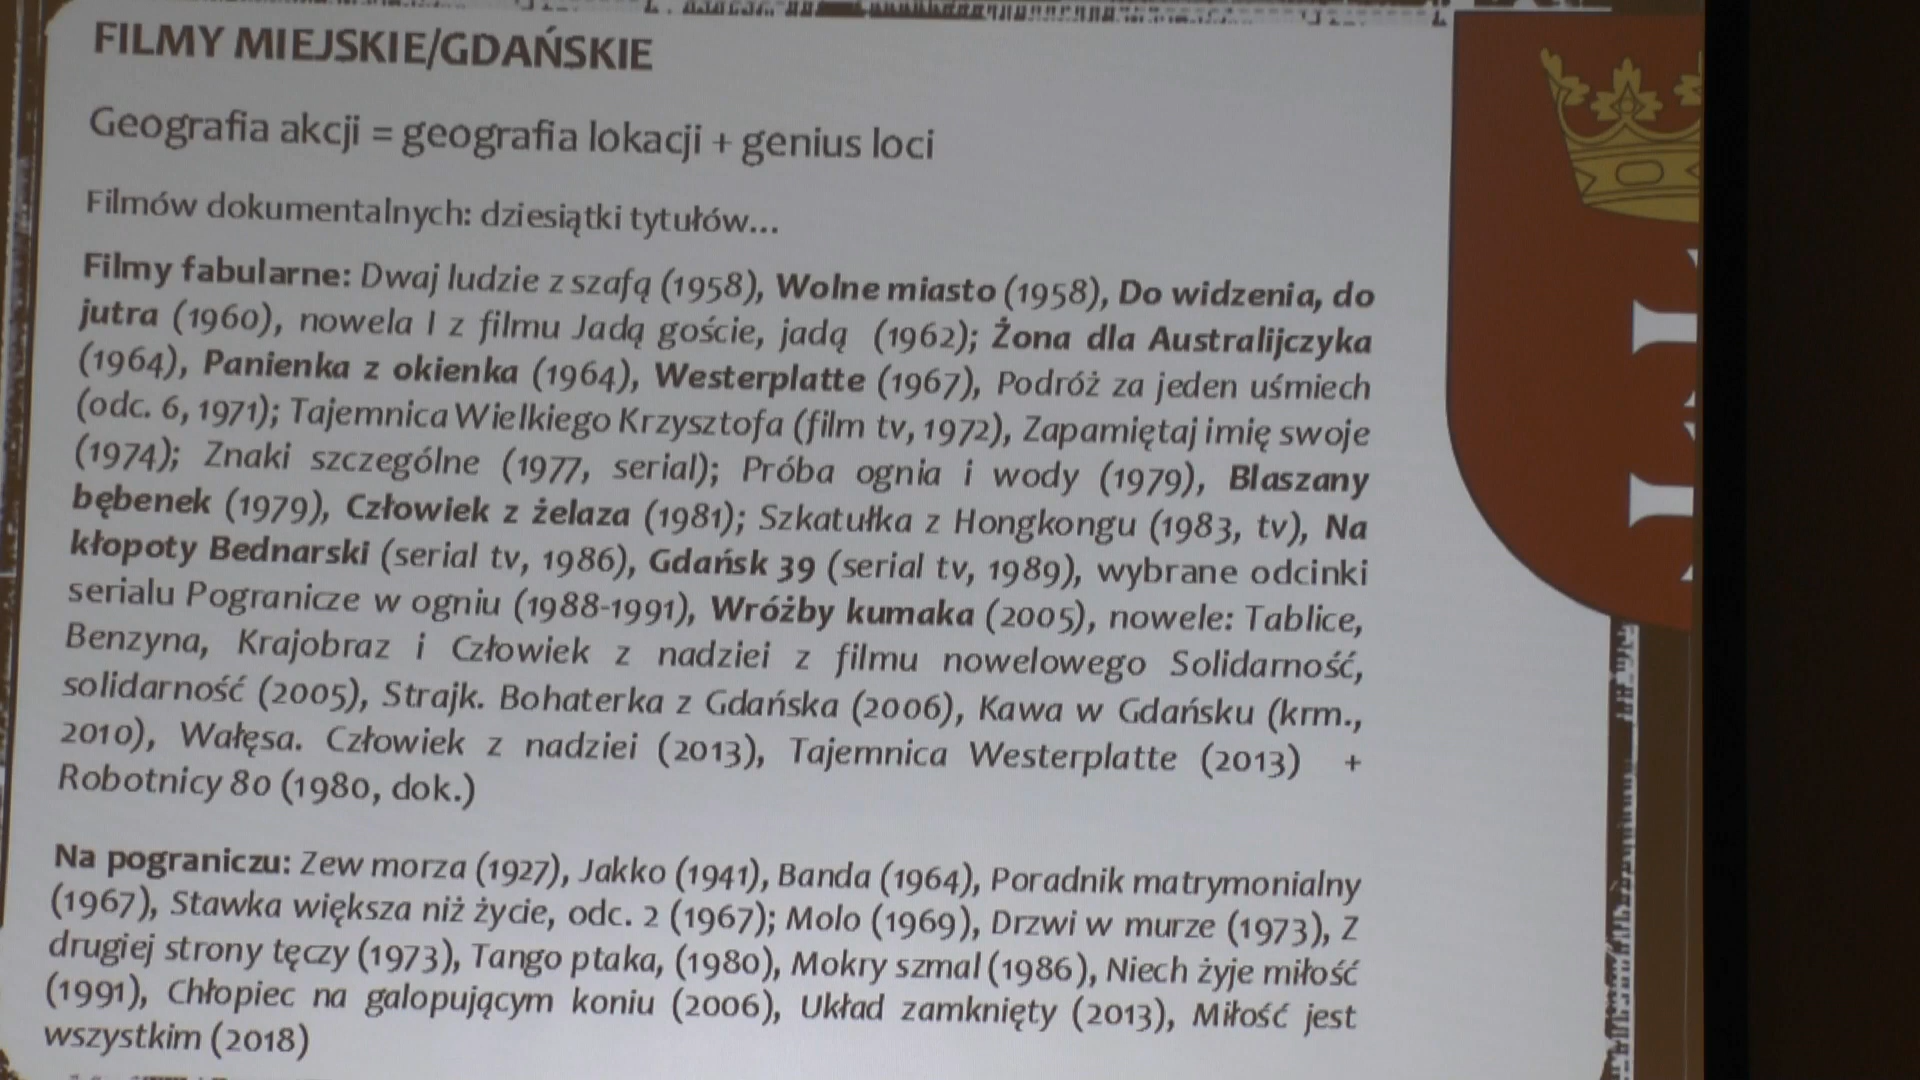 FILMY MIEJSKIE/GDAŃSKIE
Geografia akcji = geografia lokacji + genius loci
Filmów dokumentalnych: dziesiątki tytułów...
Filmy fabularne: Dwaj ludzie z szafą (1958), Wolne miasto (1958), Do widzenia, do
jutra (1960), nowela I z filmu Jadą goście, jadą (1962); Żona dla Australijczyka
(1964), Panienka z okienka (1964), Westerplatte (1967), Podróż za jeden uśmiech
(odc. 6, 1971); Tajemnica Wielkiego Krzysztofa (film tv, 1972), Zapamiętaj imię swoje
(1974); Znaki szczególne (1977, serial); Próba ognia i wody (1979), Blaszany
bębenek (1979), Człowiek z żelaza (1981); Szkatułka z Hongkongu (1983, tv), Na
kłopoty Bednarski (serial tv, 1986), Gdańsk 39 (serial tv, 1989), wybrane odcinki
serialu Pogranicze w ogniu (1988-1991), Wróżby kumaka (2005), nowele: Tablice,
Benzyna, Krajobraz i Człowiek z nadziei z filmu nowelowego Solidarność,
solidarność (2005), Strajk. Bohaterka z Gdańska (2006), Kawa w Gdańsku (krm.,
2010), Wałęsa. Człowiek z nadziei (2013), Tajemnica Westerplatte (2013) +
Robotnicy 80 (1980, dok.)
Na pograniczu: Zew morza (1927), Jakko (1941), Banda (1964), Poradnik matrymonialny
(1967), Stawka większa niż życie, odc. 2 (1967); Molo (1969), Drzwi w murze (1973), Z
drugiej strony tęczy (1973), Tango ptaka, (1980), Mokry szmal (1986), Niech żyje miłość
(1991), Chłopiec na galopującym koniu (2006), Układ zamknięty (2013), Miłość jest
wszystkim (2018)